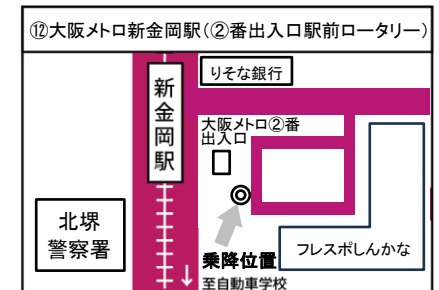 ⑫大阪メトロ新金岡駅(②番出入口駅前ロータリー)
りそな銀行
新金岡駅
大阪メトロ②番
出入口
北堺
警察署
乗降位置
フレスポしんかな
至自動車学校